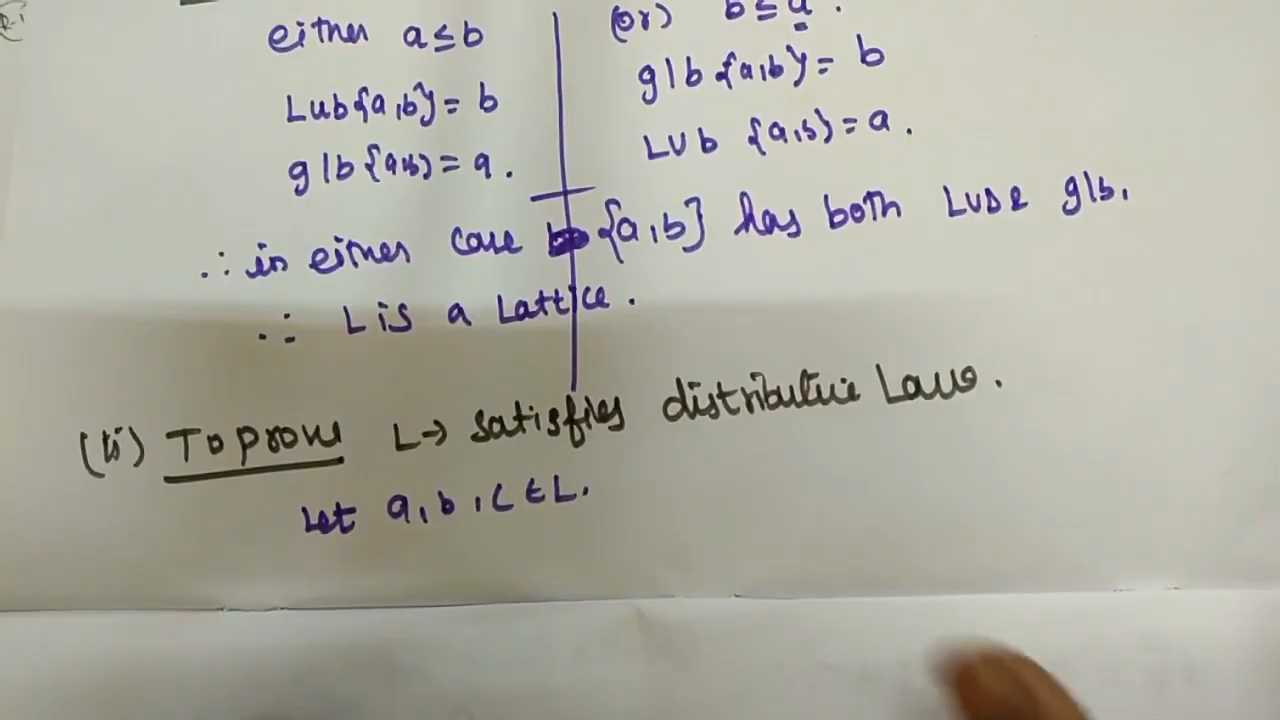 either a≤b
Lub{a,b}= b
glb{a,b}= a.
(or) b≤a.
glb {a,b}= b
LUb {a,b}=a.
∴ in either case {a,b} has both LUb & glb.
∴ L is a Lattice.
(ii) To prove L→ satisfies distributive Laws.
Let a,b,c ∈ L.